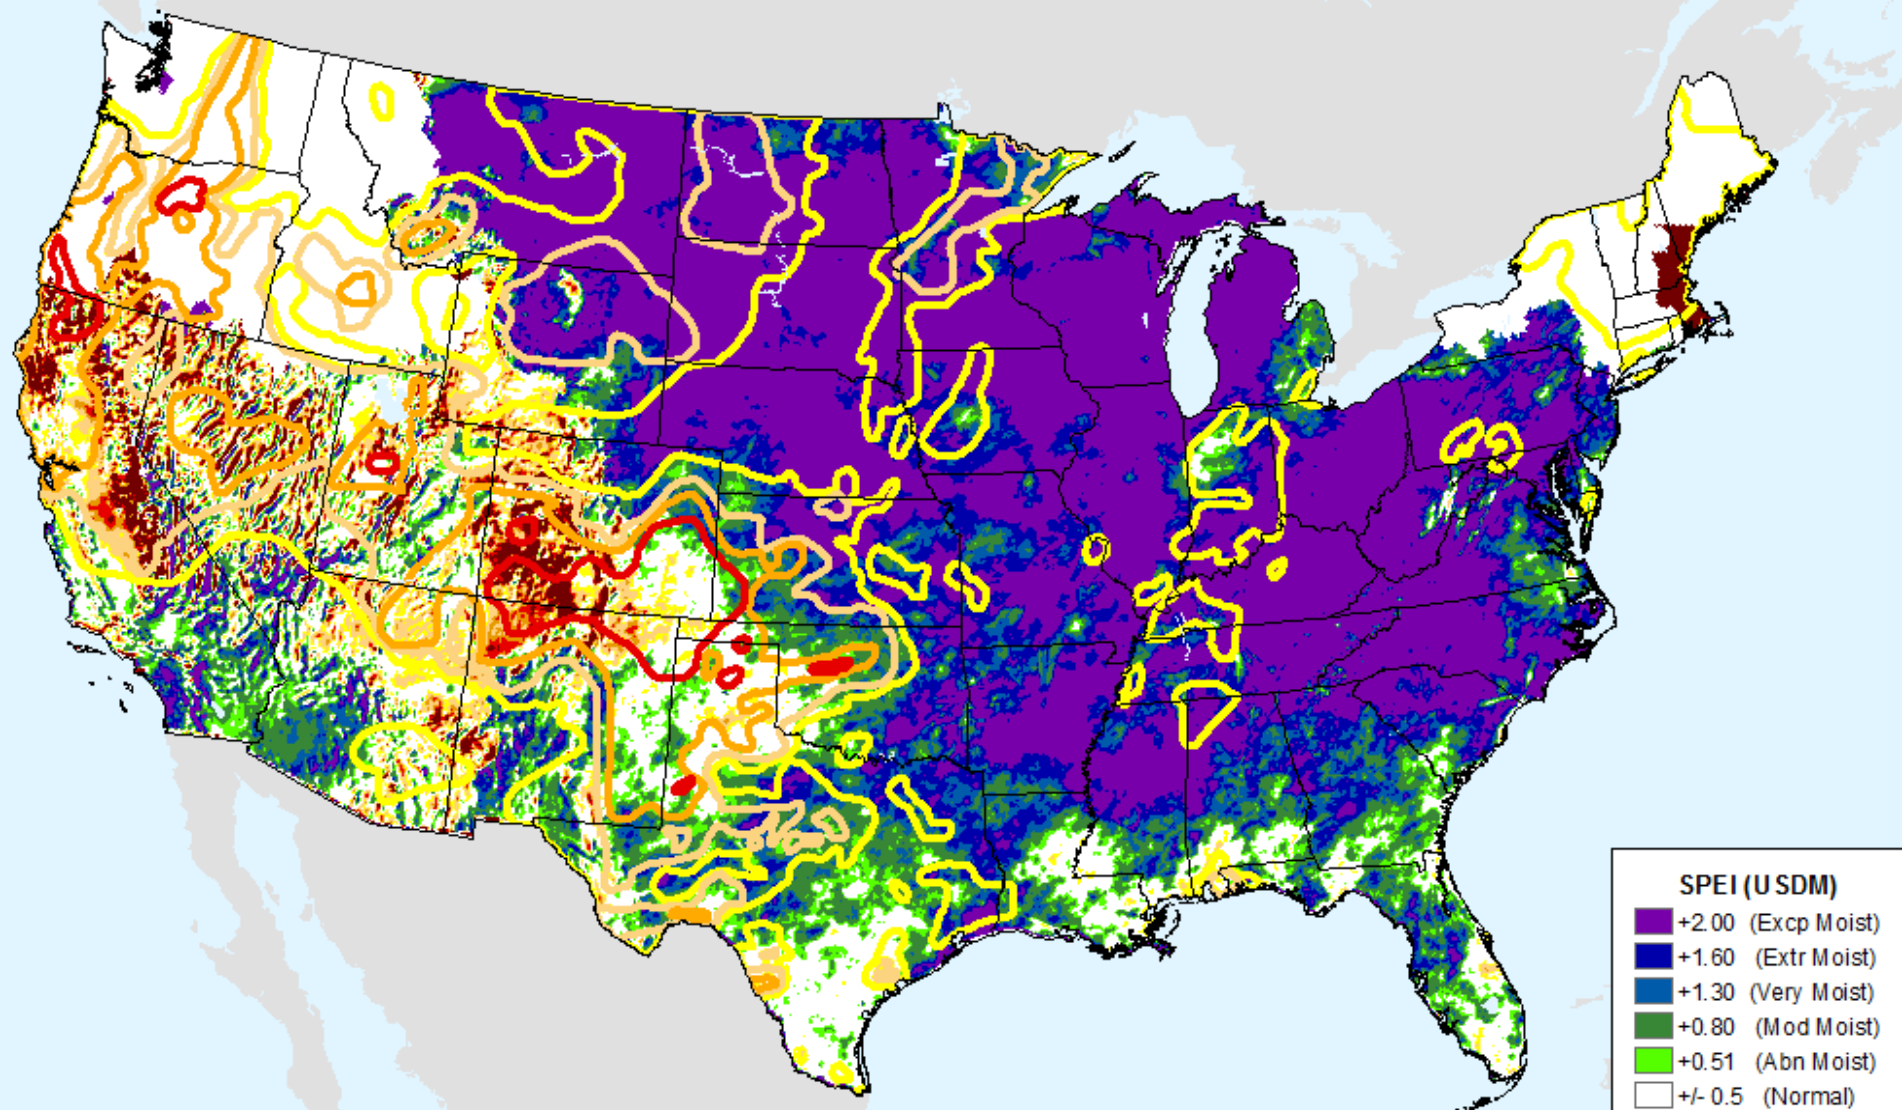 SPEI (USDM)
+2.00 (Excp Moist)
+1.60 (Extr Moist)
+1.30 (Very Moist)
+0.80 (Mod Moist)
+0.51 (Abn Moist)
+/- 0.5 (Normal)